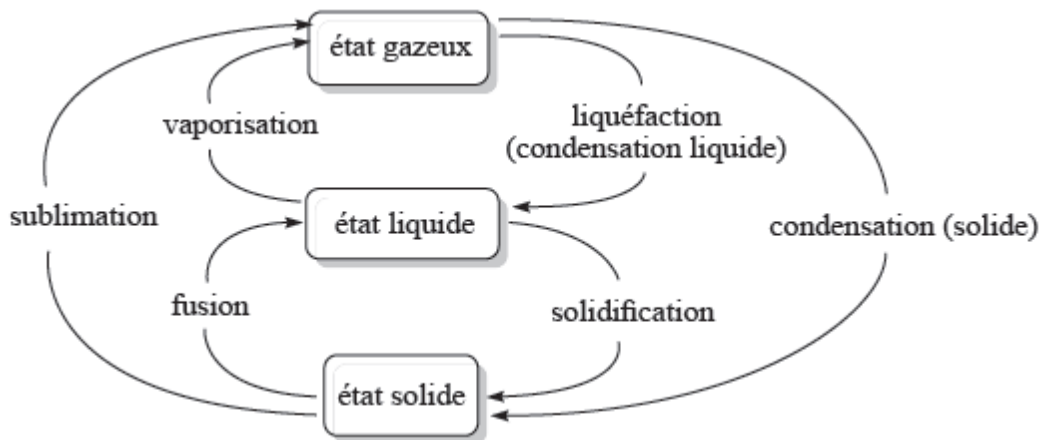 état gazeux
vaporisation
liquéfaction
(condensation liquide)
sublimation
état liquide
condensation (solide)
fusion
solidification
état solide